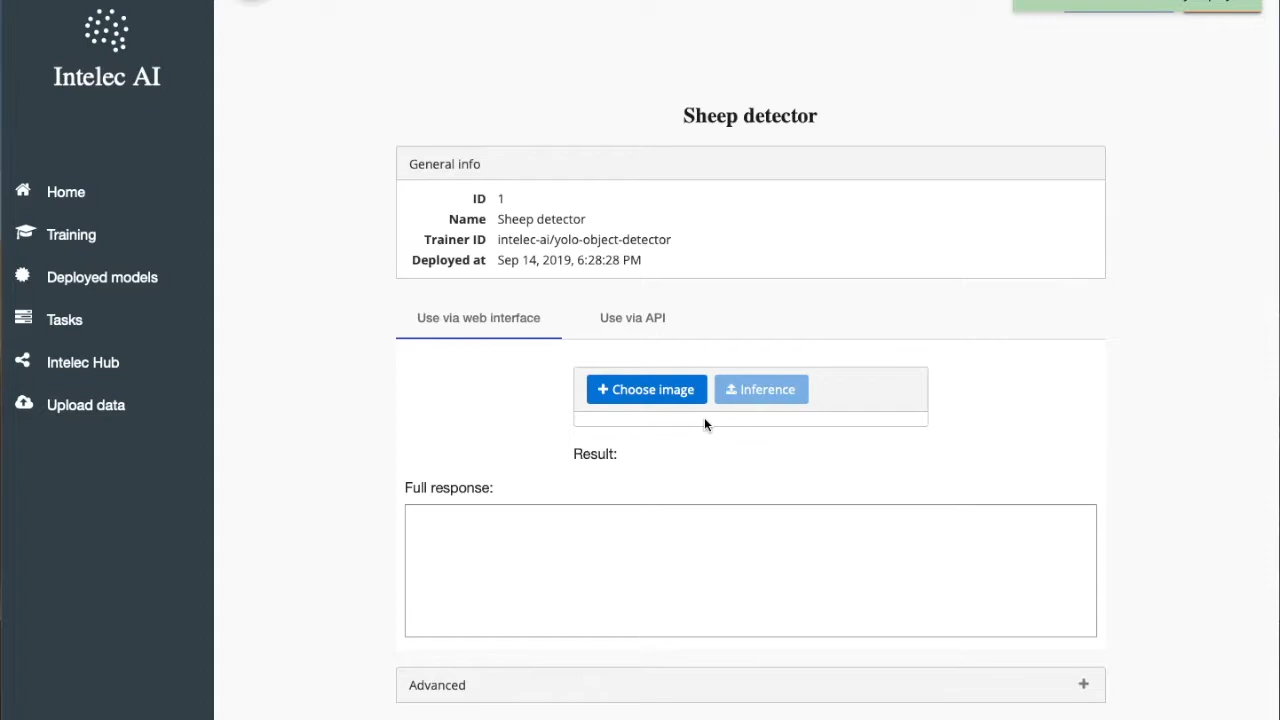 Intelec AI
Home
Training
Deployed models
Tasks
Intelec Hub
Upload data
Sheep detector
General info
ID 1
Name Sheep detector
Trainer ID intelec-ai/yolo-object-detector
Deployed at Sep 14, 2019, 6:28:28 PM
Use via web interface Use via API
+ Choose image Inference
Result:
Full response:
Advanced +